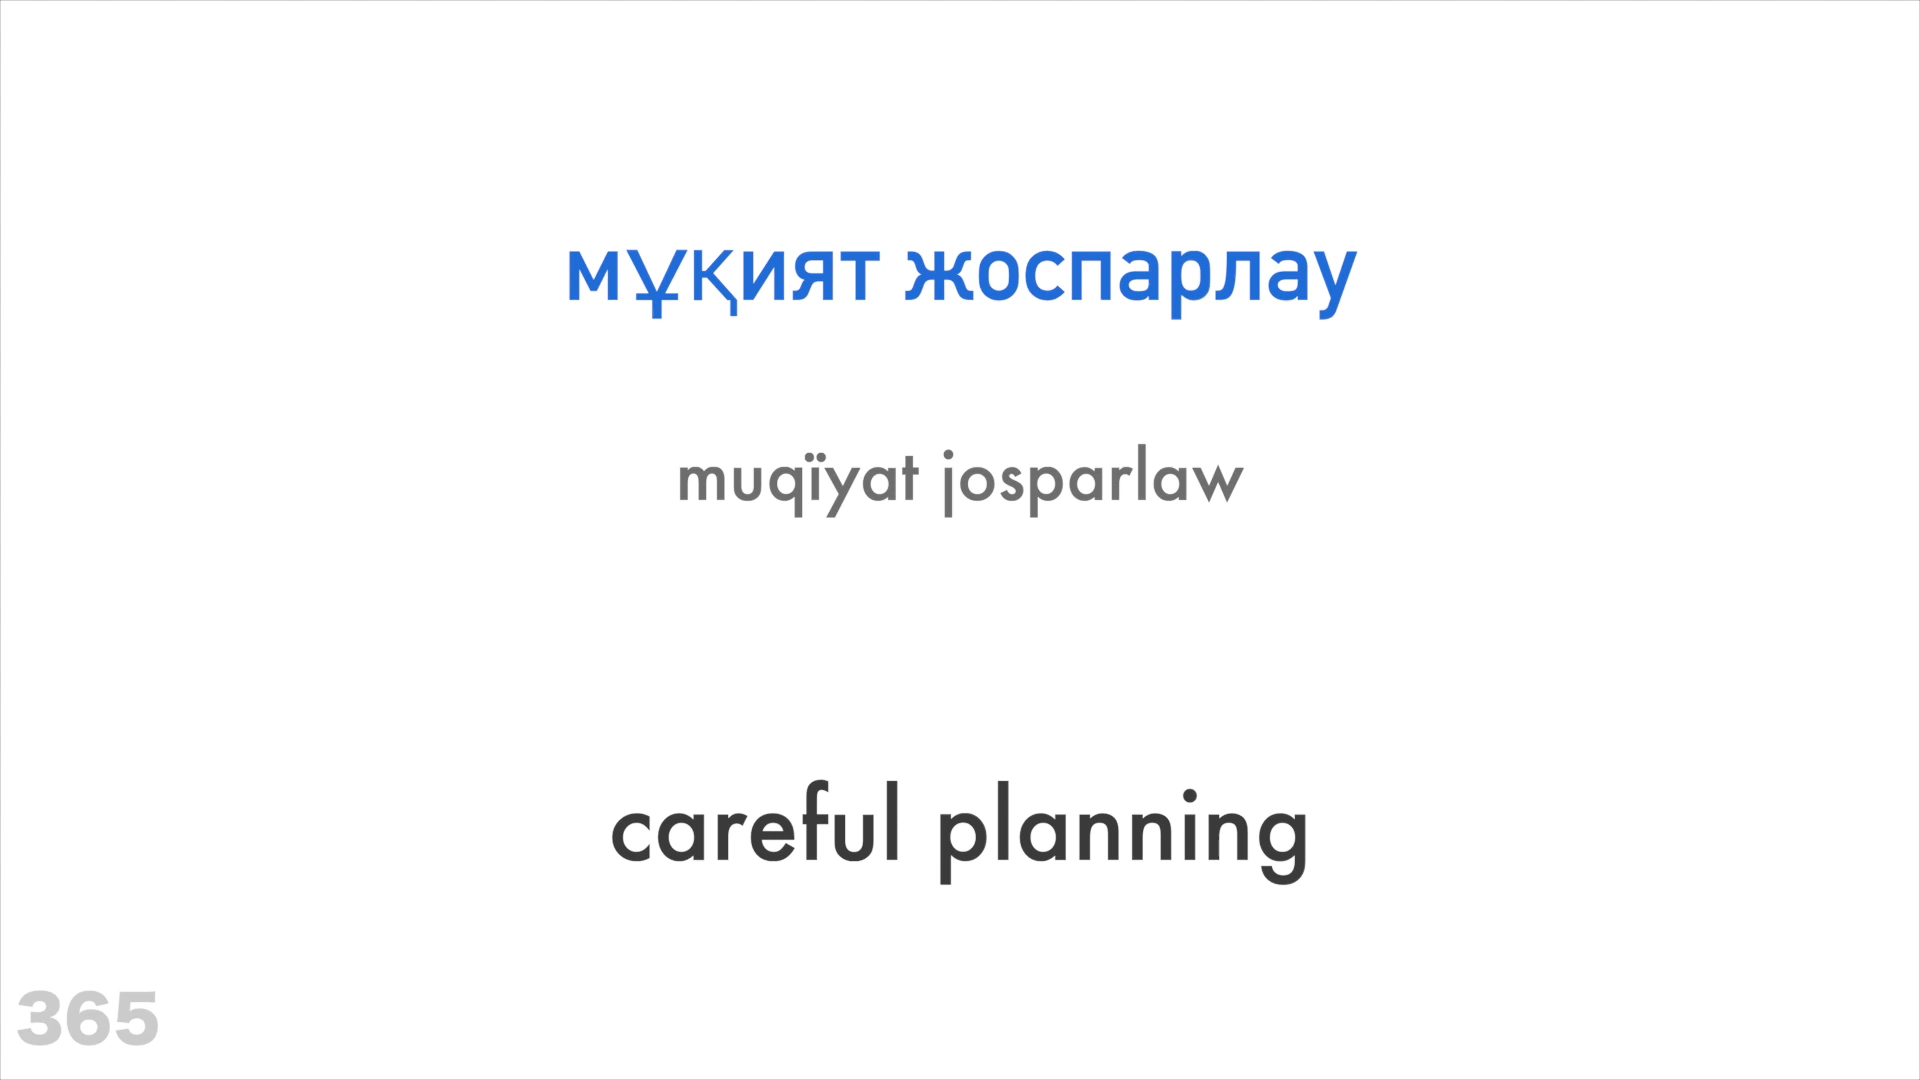 мұқият жоспарлау
muqïyat josparlaw
careful planning
365